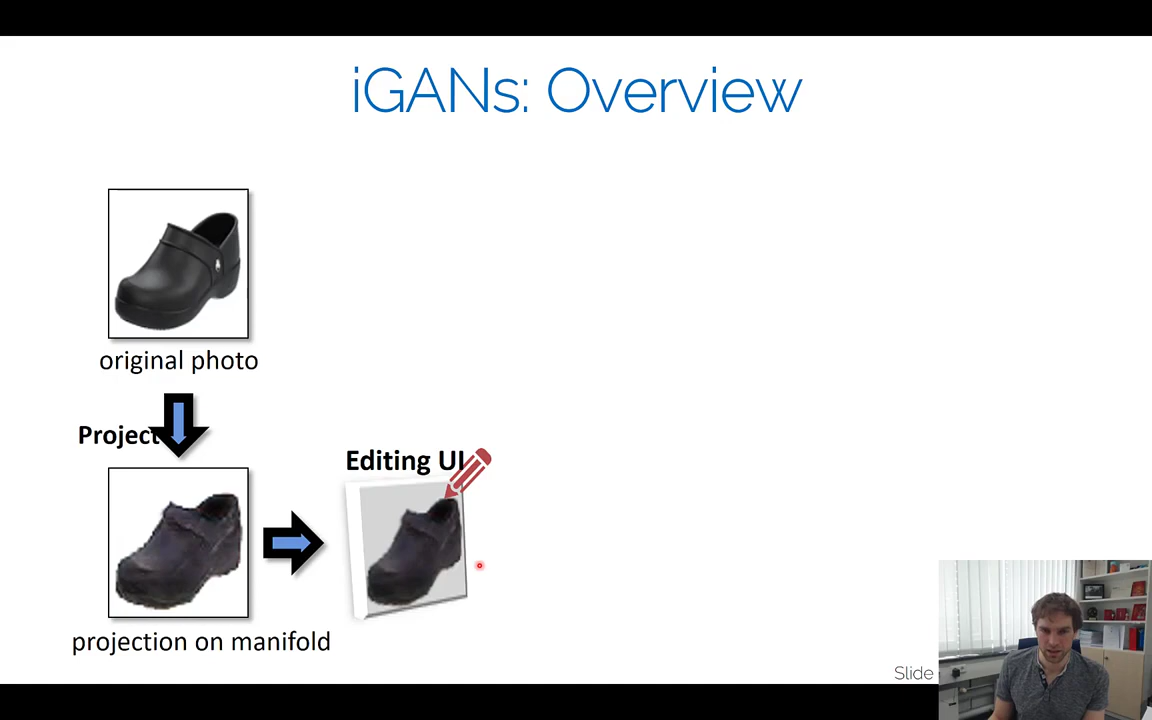 iGANs: Overview
original photo
Project
Editing UI
projection on manifold
Slide